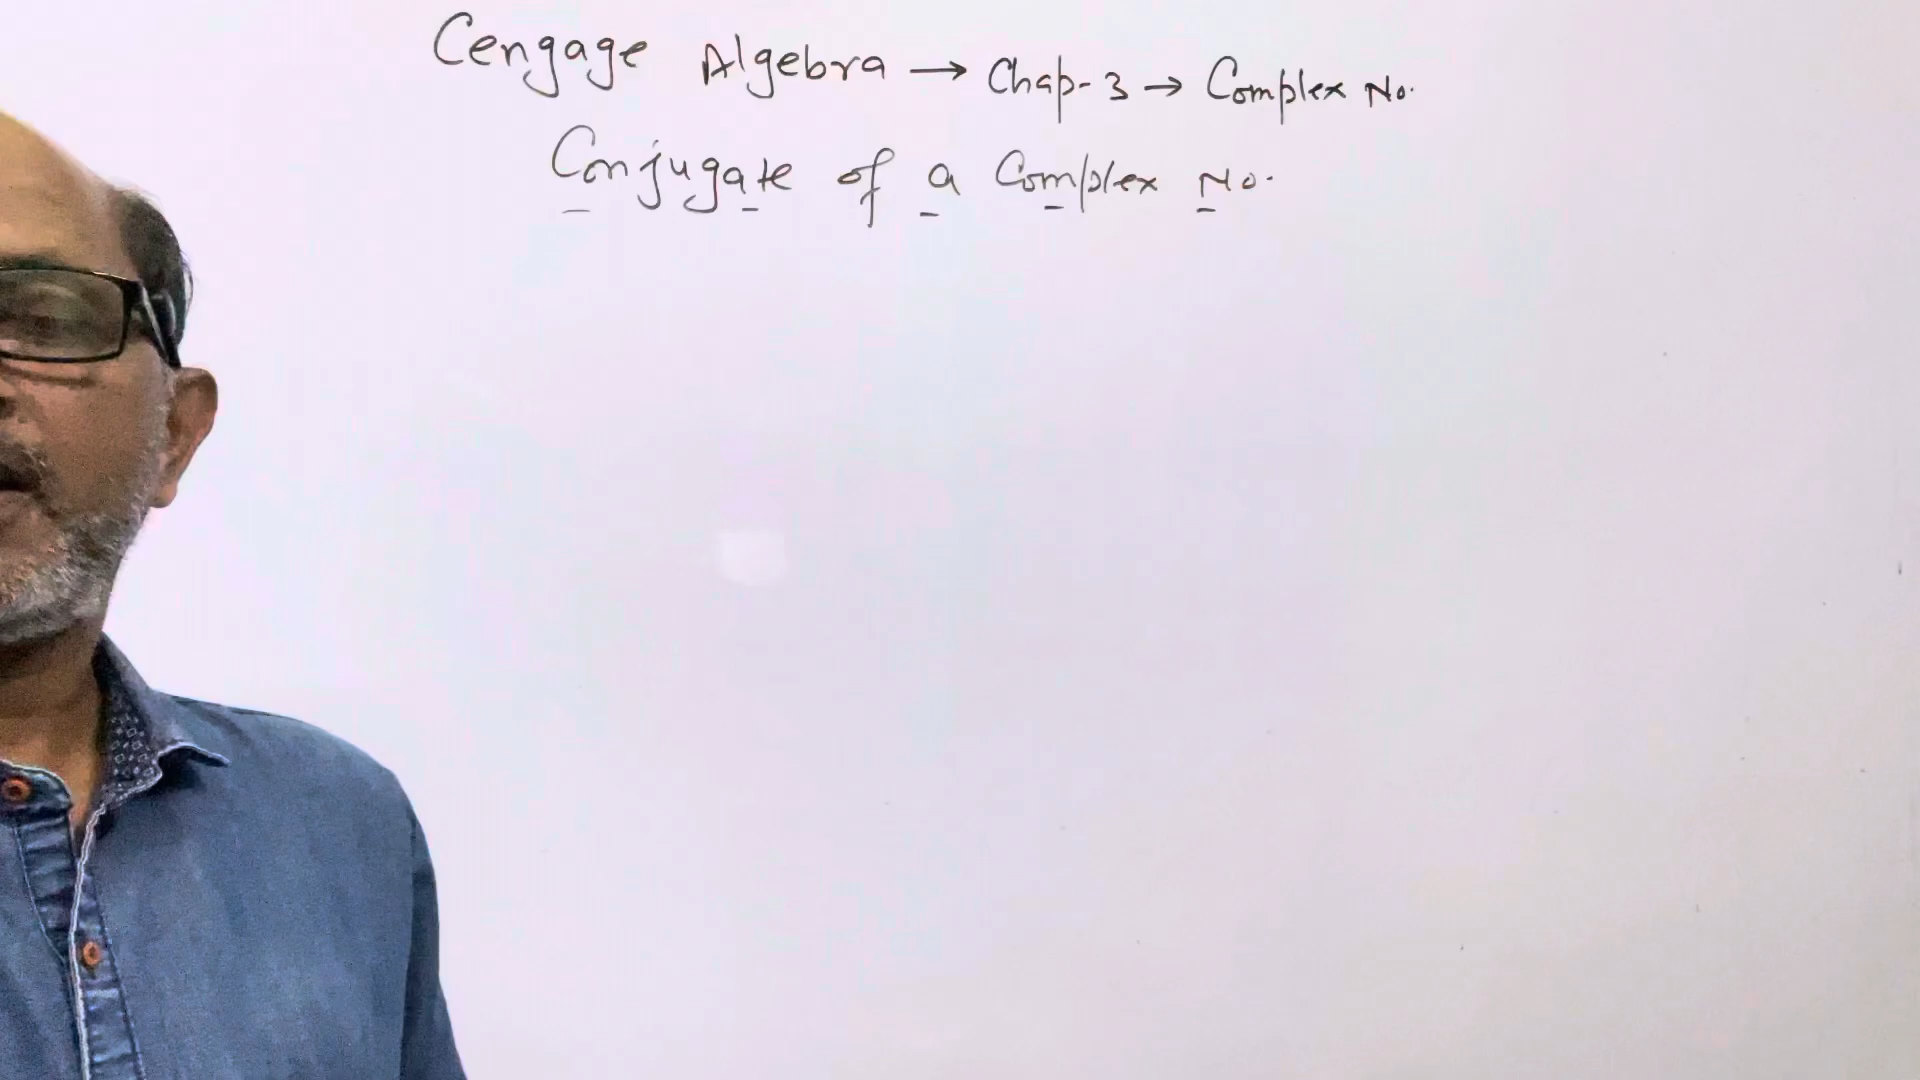 Cengage Algebra → Chap-3 → Complex No.
Conjugate of a Complex No.